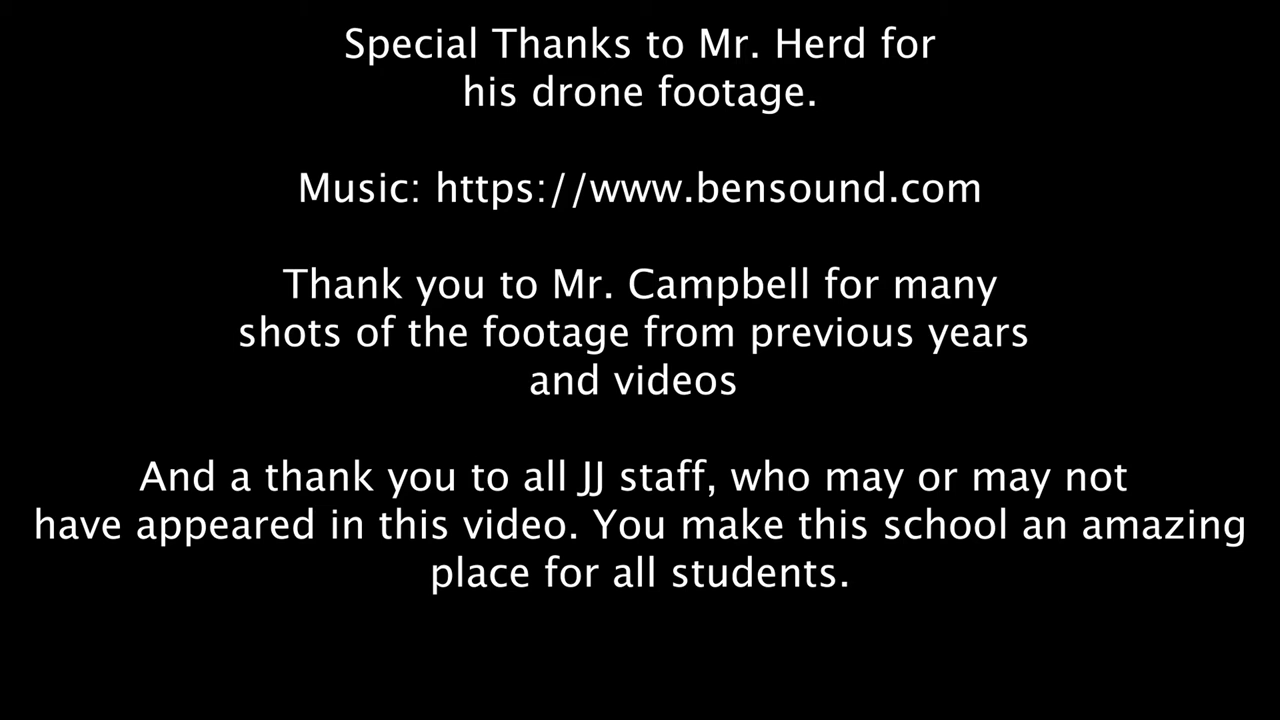 Special Thanks to Mr. Herd for
his drone footage.
Music: https://www.bensound.com
Thank you to Mr. Campbell for many
shots of the footage from previous years
and videos
And a thank you to all JJ staff, who may or may not
have appeared in this video. You make this school an amazing
place for all students.